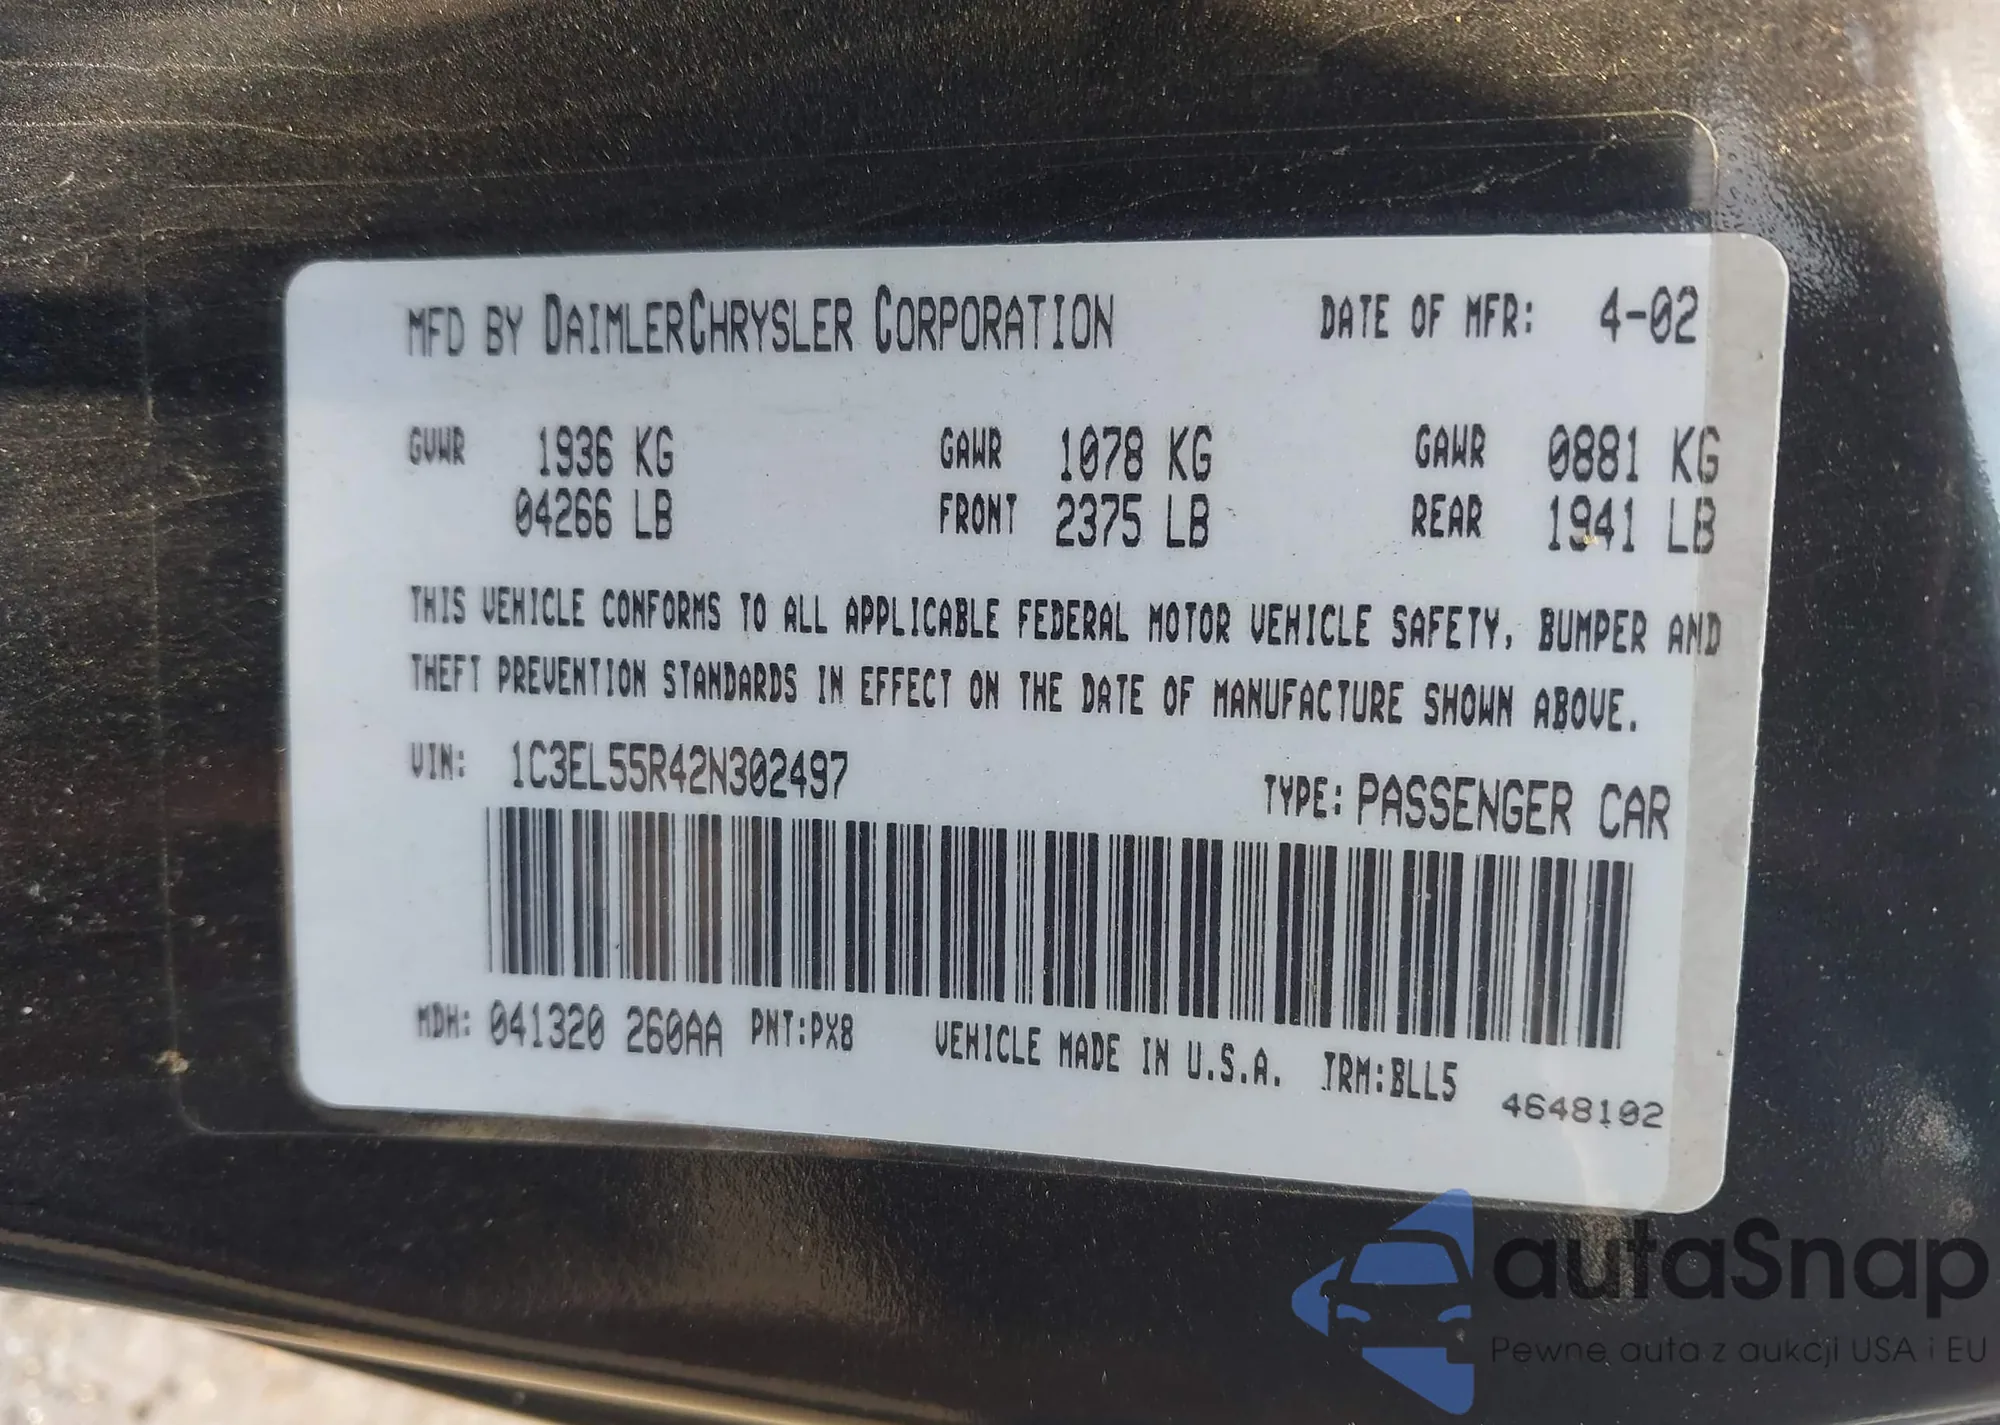 MFD BY DAIMLERCHRYSLER CORPORATION DATE OF MFR: 4-02
GVWR 1936 KG GAWR 1078 KG GAWR 0881 KG
04266 LB FRONT 2375 LB REAR 1941 LB
THIS VEHICLE CONFORMS TO ALL APPLICABLE FEDERAL MOTOR VEHICLE SAFETY, BUMPER AND
THEFT PREVENTION STANDARDS IN EFFECT ON THE DATE OF MANUFACTURE SHOWN ABOVE.
VIN: 1C3EL55R42N302497 TYPE: PASSENGER CAR
MDH: 041320 260AA PNT:PX8 VEHICLE MADE IN U.S.A. TRM:BLL5
4648102
autaSnap
Pewne auta z aukcji USA i EU